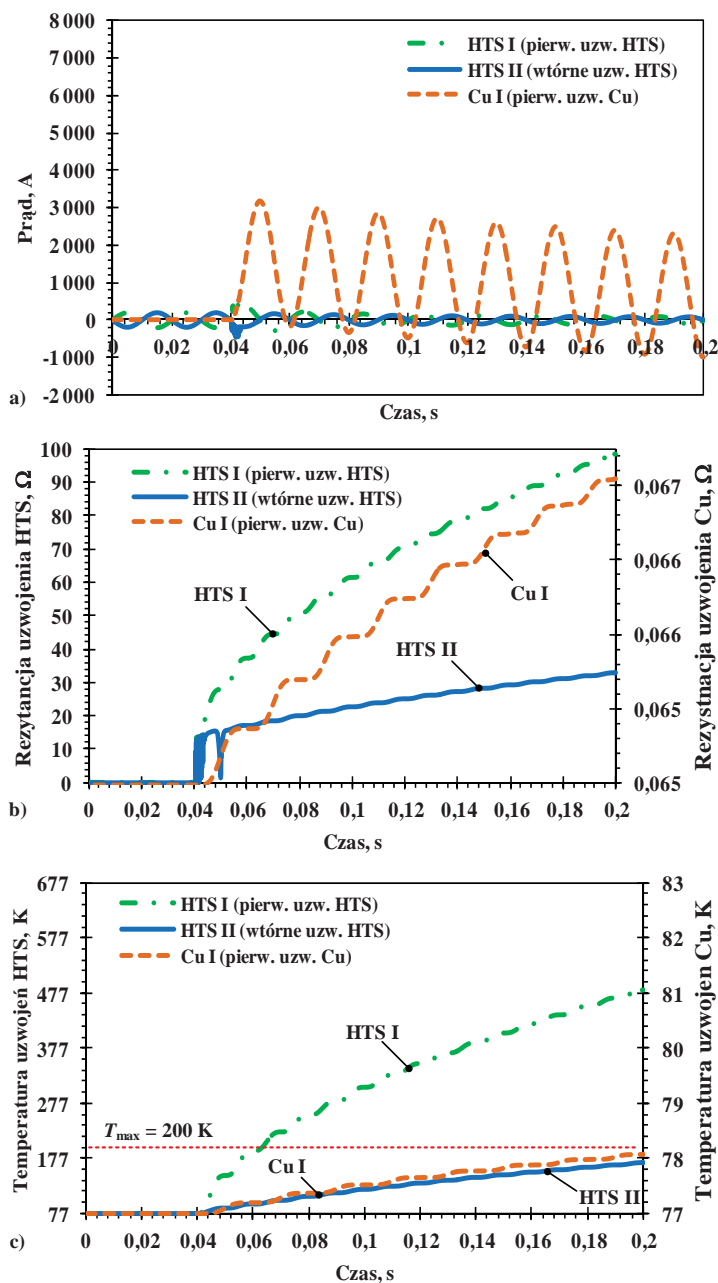 8 000
7 000
6 000
5 000
4 000
3 000
2 000
1 000
0
-1 000
-2 000
Prąd, A
HTS I (pierw. uzw. HTS)
HTS II (wtórne uzw. HTS)
Cu I (pierw. uzw. Cu)
0 0,02 0,04 0,06 0,08 0,1 0,12 0,14 0,16 0,18 0,2
a)
Czas, s
100
90
80
70
60
50
40
30
20
10
0
Rezytancja uzwojenia HTS, Ω
HTS I (pierw. uzw. HTS)
HTS II (wtórne uzw. HTS)
Cu I (pierw. uzw. Cu)
HTS I
Cu I
HTS II
0,067
0,066
0,066
0,065
0,065
Rezystnacja uzwojenia Cu, Ω
0 0,02 0,04 0,06 0,08 0,1 0,12 0,14 0,16 0,18 0,2
b)
Czas, s
677
577
477
377
277
177
77
Temperatura uzwojeń HTS, K
HTS I (pierw. uzw. HTS)
HTS II (wtórne uzw. HTS)
Cu I (pierw. uzw. Cu)
HTS I
Tmax = 200 K
Cu I
HTS II
83
82
81
80
79
78
77
Temperatura uzwojen Cu, K
0 0,02 0,04 0,06 0,08 0,1 0,12 0,14 0,16 0,18 0,2
c)
Czas, s